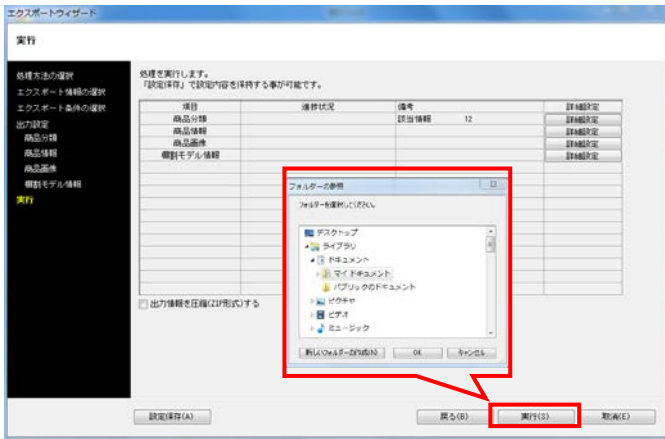 エクスポートウィザード
実行
処理方法の選択
エクスポート情報の選択
エクスポート条件の選択
出力設定
商品分類
商品情報
商品画像
棚割モデル情報
実行
処理を実行します。
「設定保存」で設定内容を保持する事が可能です。
項目 進捗状況 備考 詳細設定
商品分類 該当情報 12 詳細設定
商品情報 詳細設定
商品画像 詳細設定
棚割モデル情報 詳細設定
フォルダーの参照
フォルダーを選択してください。
デスクトップ
ライブラリ
ドキュメント
マイ ドキュメント
パブリックのドキュメント
ピクチャ
ビデオ
ミュージック
新しいフォルダーの作成(N) OK キャンセル
出力情報を圧縮(ZIP形式)する
設定保存(A) 戻る(B) 実行(S) 取消(E)